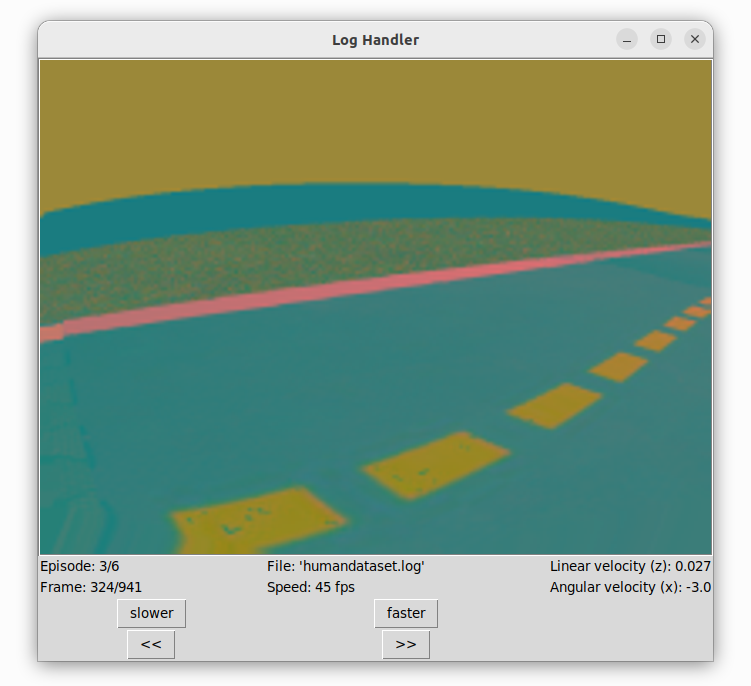 Log Handler
Episode: 3/6 File: 'humandataset.log' Linear velocity (z): 0.027
Frame: 324/941 Speed: 45 fps Angular velocity (x): -3.0
slower faster
<< >>